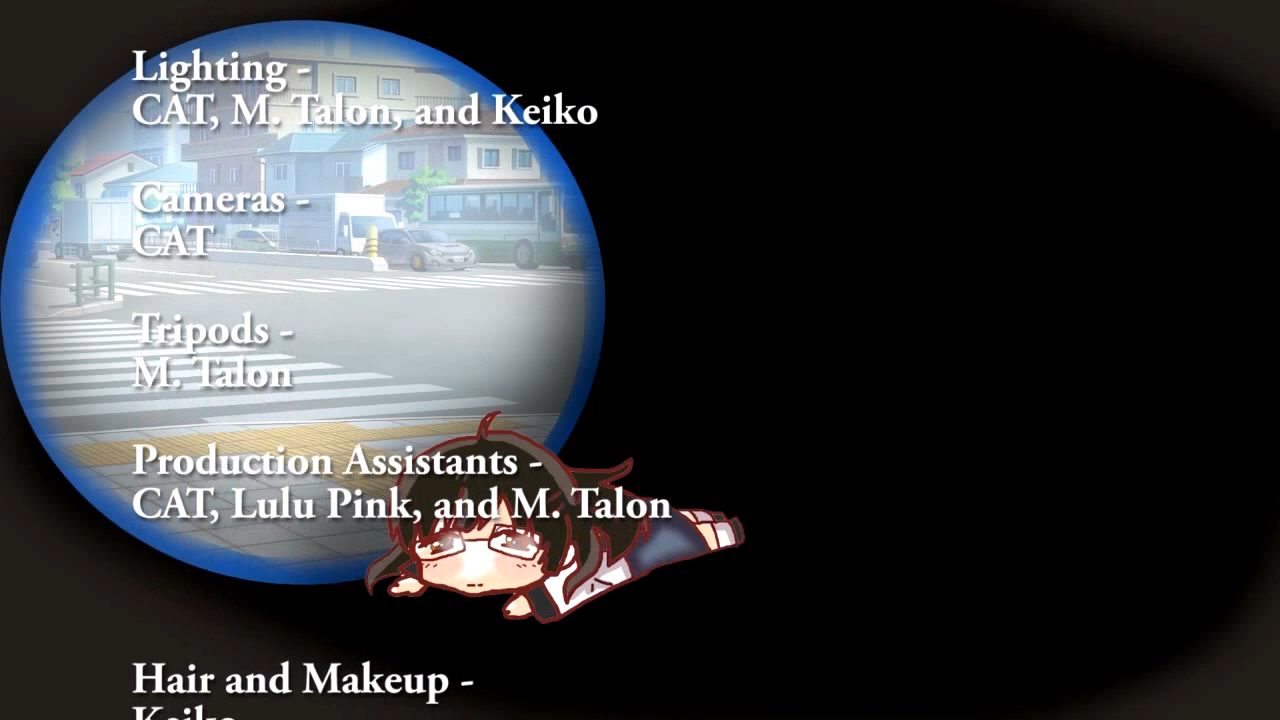 Lighting -
CAT, M. Talon, and Keiko
Cameras -
CAT
Tripods -
M. Talon
Production Assistants -
CAT, Lulu Pink, and M. Talon
Hair and Makeup -
Keiko